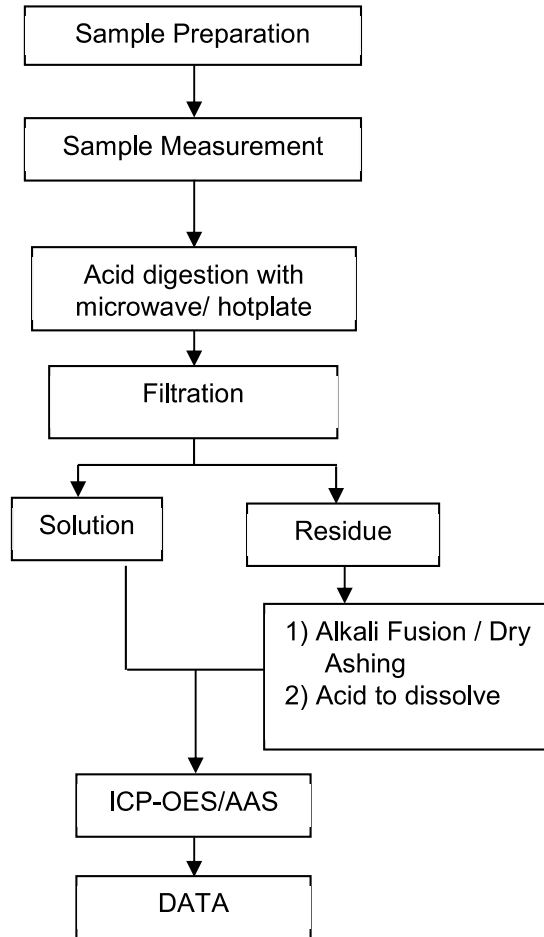 Sample Preparation
Sample Measurement
Acid digestion with
microwave/ hotplate
Filtration
Solution
Residue
1) Alkali Fusion / Dry
Ashing
2) Acid to dissolve
ICP-OES/AAS
DATA